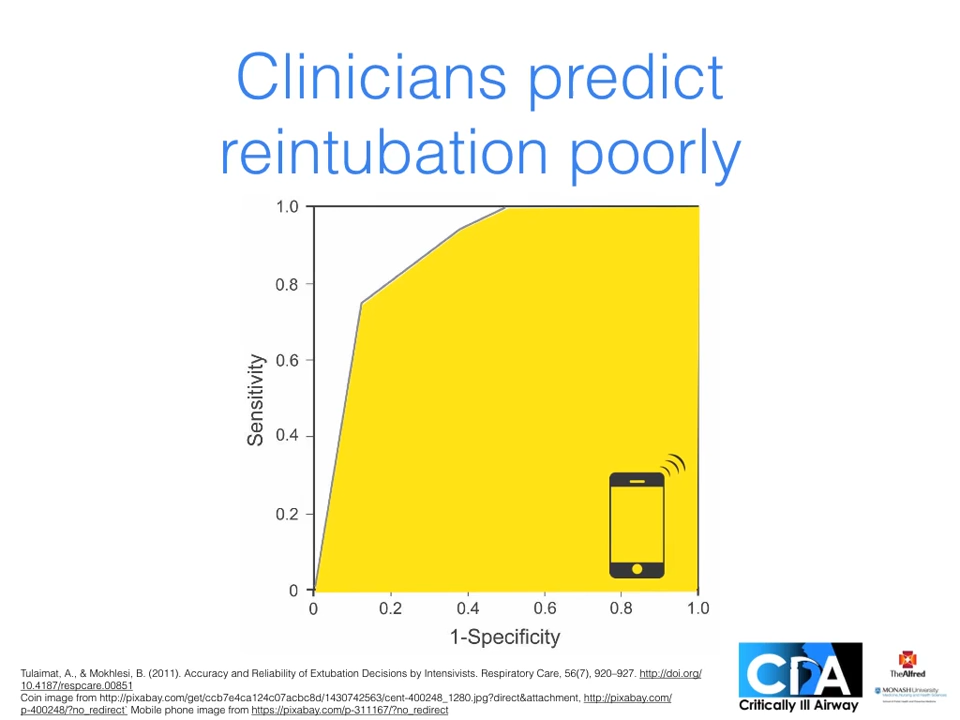 Clinicians predict
reintubation poorly
1.0
0.8
0.6
0.4
0.2
0
Sensitivity
0
0.2
0.4
0.6
0.8
1.0
1-Specificity
Tulaimat, A., & Mokhlesi, B. (2011). Accuracy and Reliability of Extubation Decisions by Intensivists. Respiratory Care, 56(7), 920–927. http://doi.org/
10.4187/respcare.00851
Coin image from http://pixabay.com/get/ccb7e4ca124c07acbc8d/1430742563/cent-400248_1280.jpg?direct&attachment, http://pixabay.com/
p-400248/?no_redirect` Mobile phone image from https://pixabay.com/p-311167/?no_redirect
CIA
Critically Ill Airway
TheAlfred
MONASH University